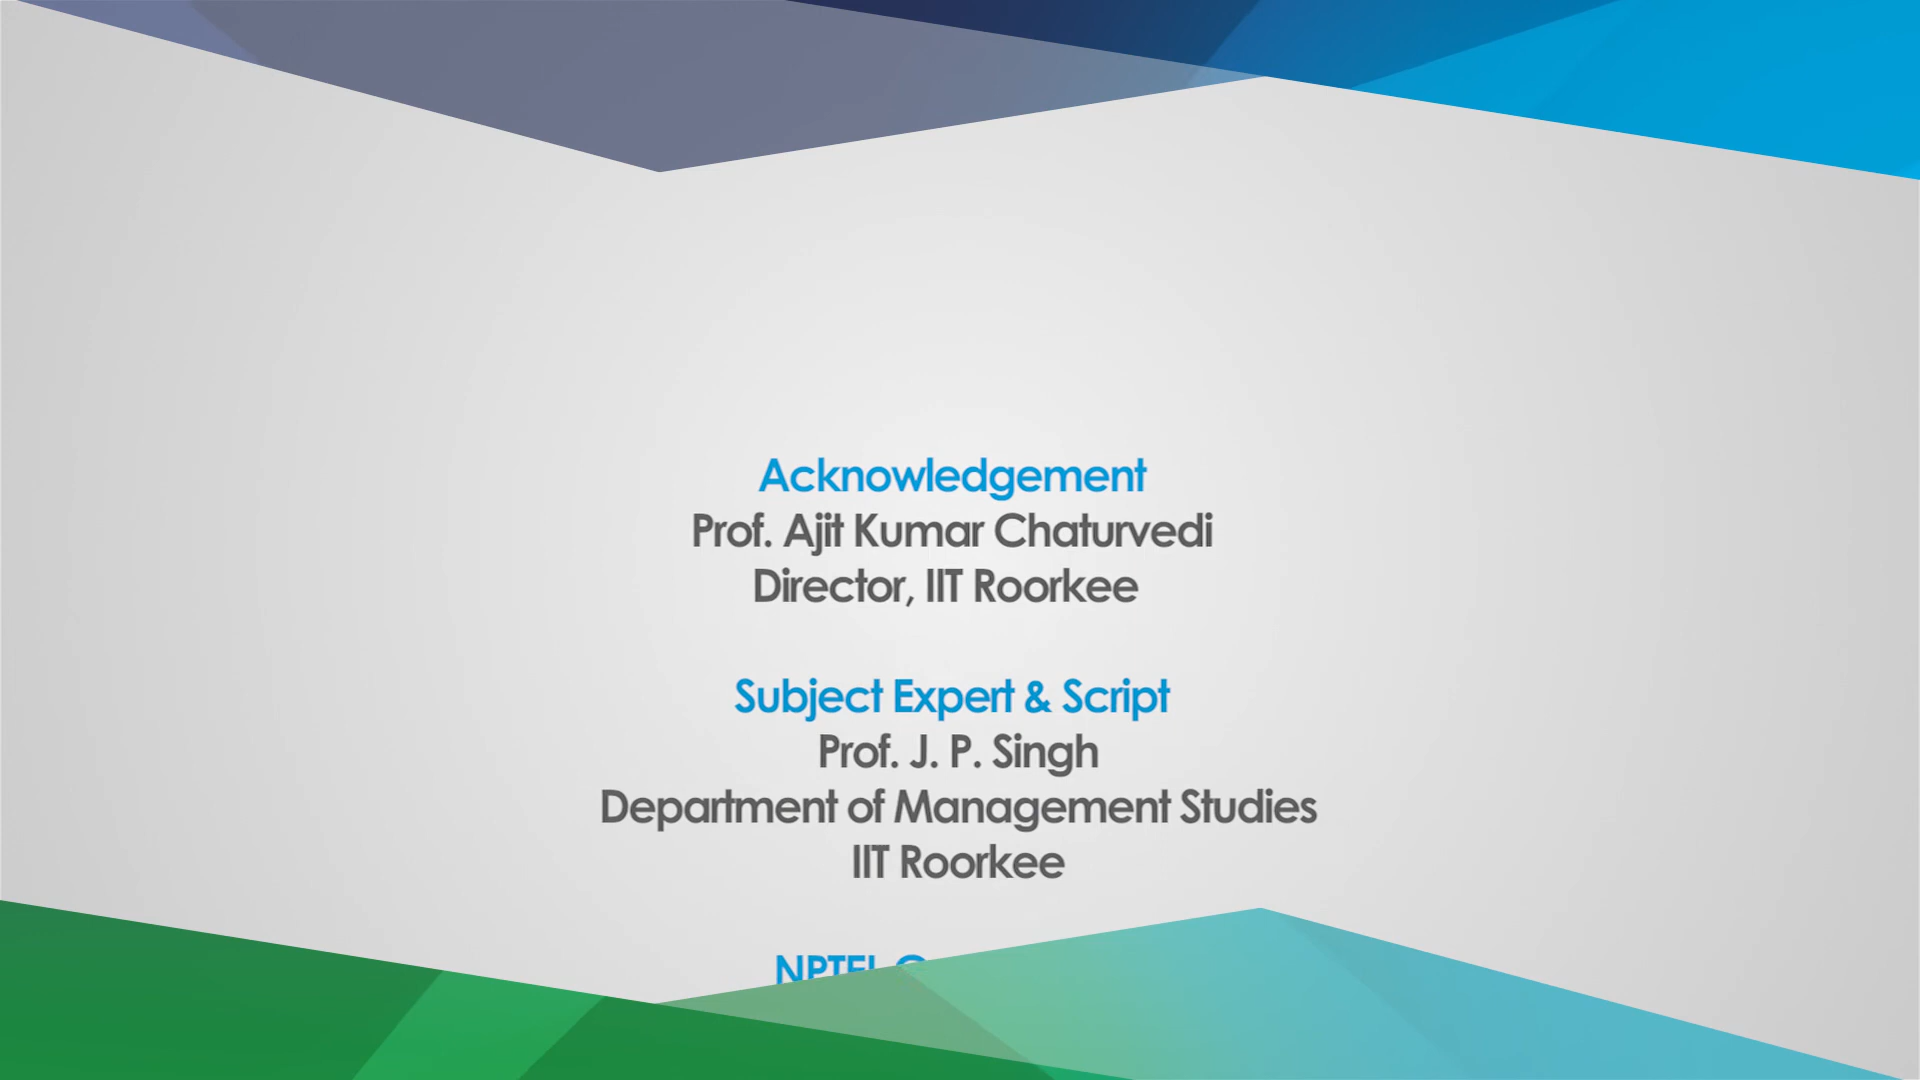 Acknowledgement
Prof. Ajit Kumar Chaturvedi
Director, IIT Roorkee
Subject Expert & Script
Prof. J. P. Singh
Department of Management Studies
IIT Roorkee
NPTEL